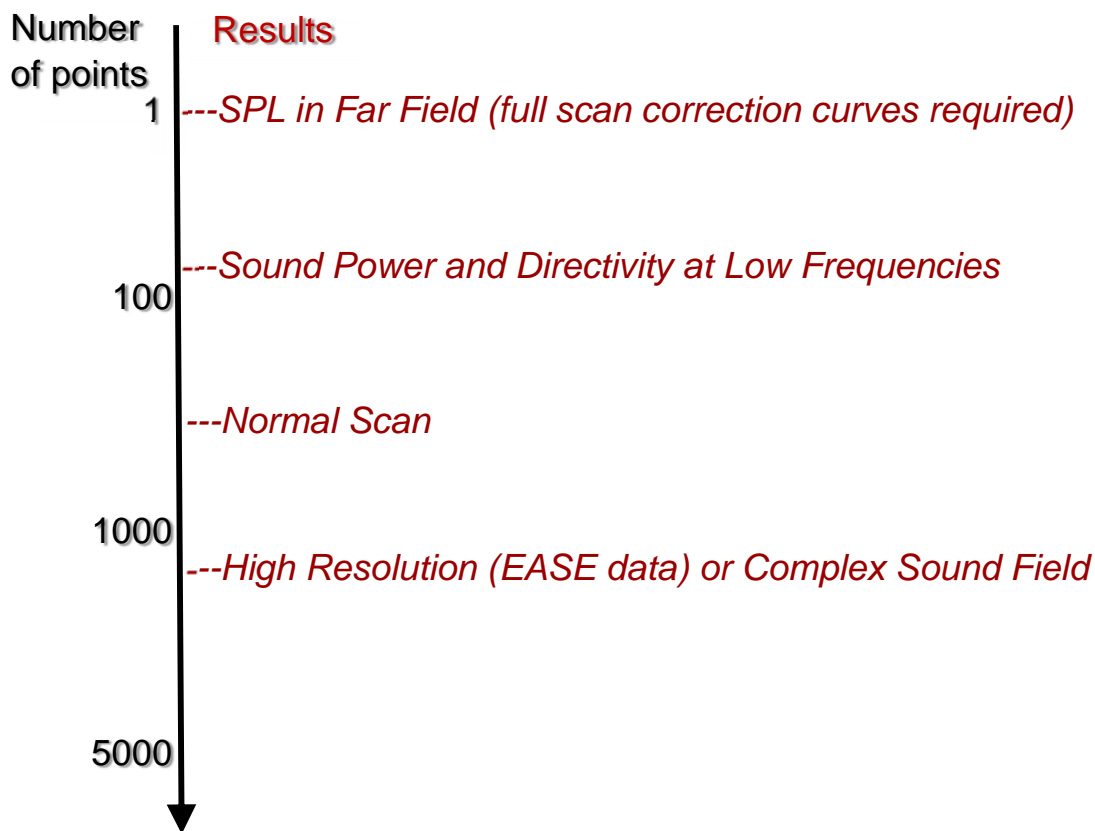 Number
of points
Results
1 ---SPL in Far Field (full scan correction curves required)
---Sound Power and Directivity at Low Frequencies
100
---Normal Scan
1000
---High Resolution (EASE data) or Complex Sound Field
5000